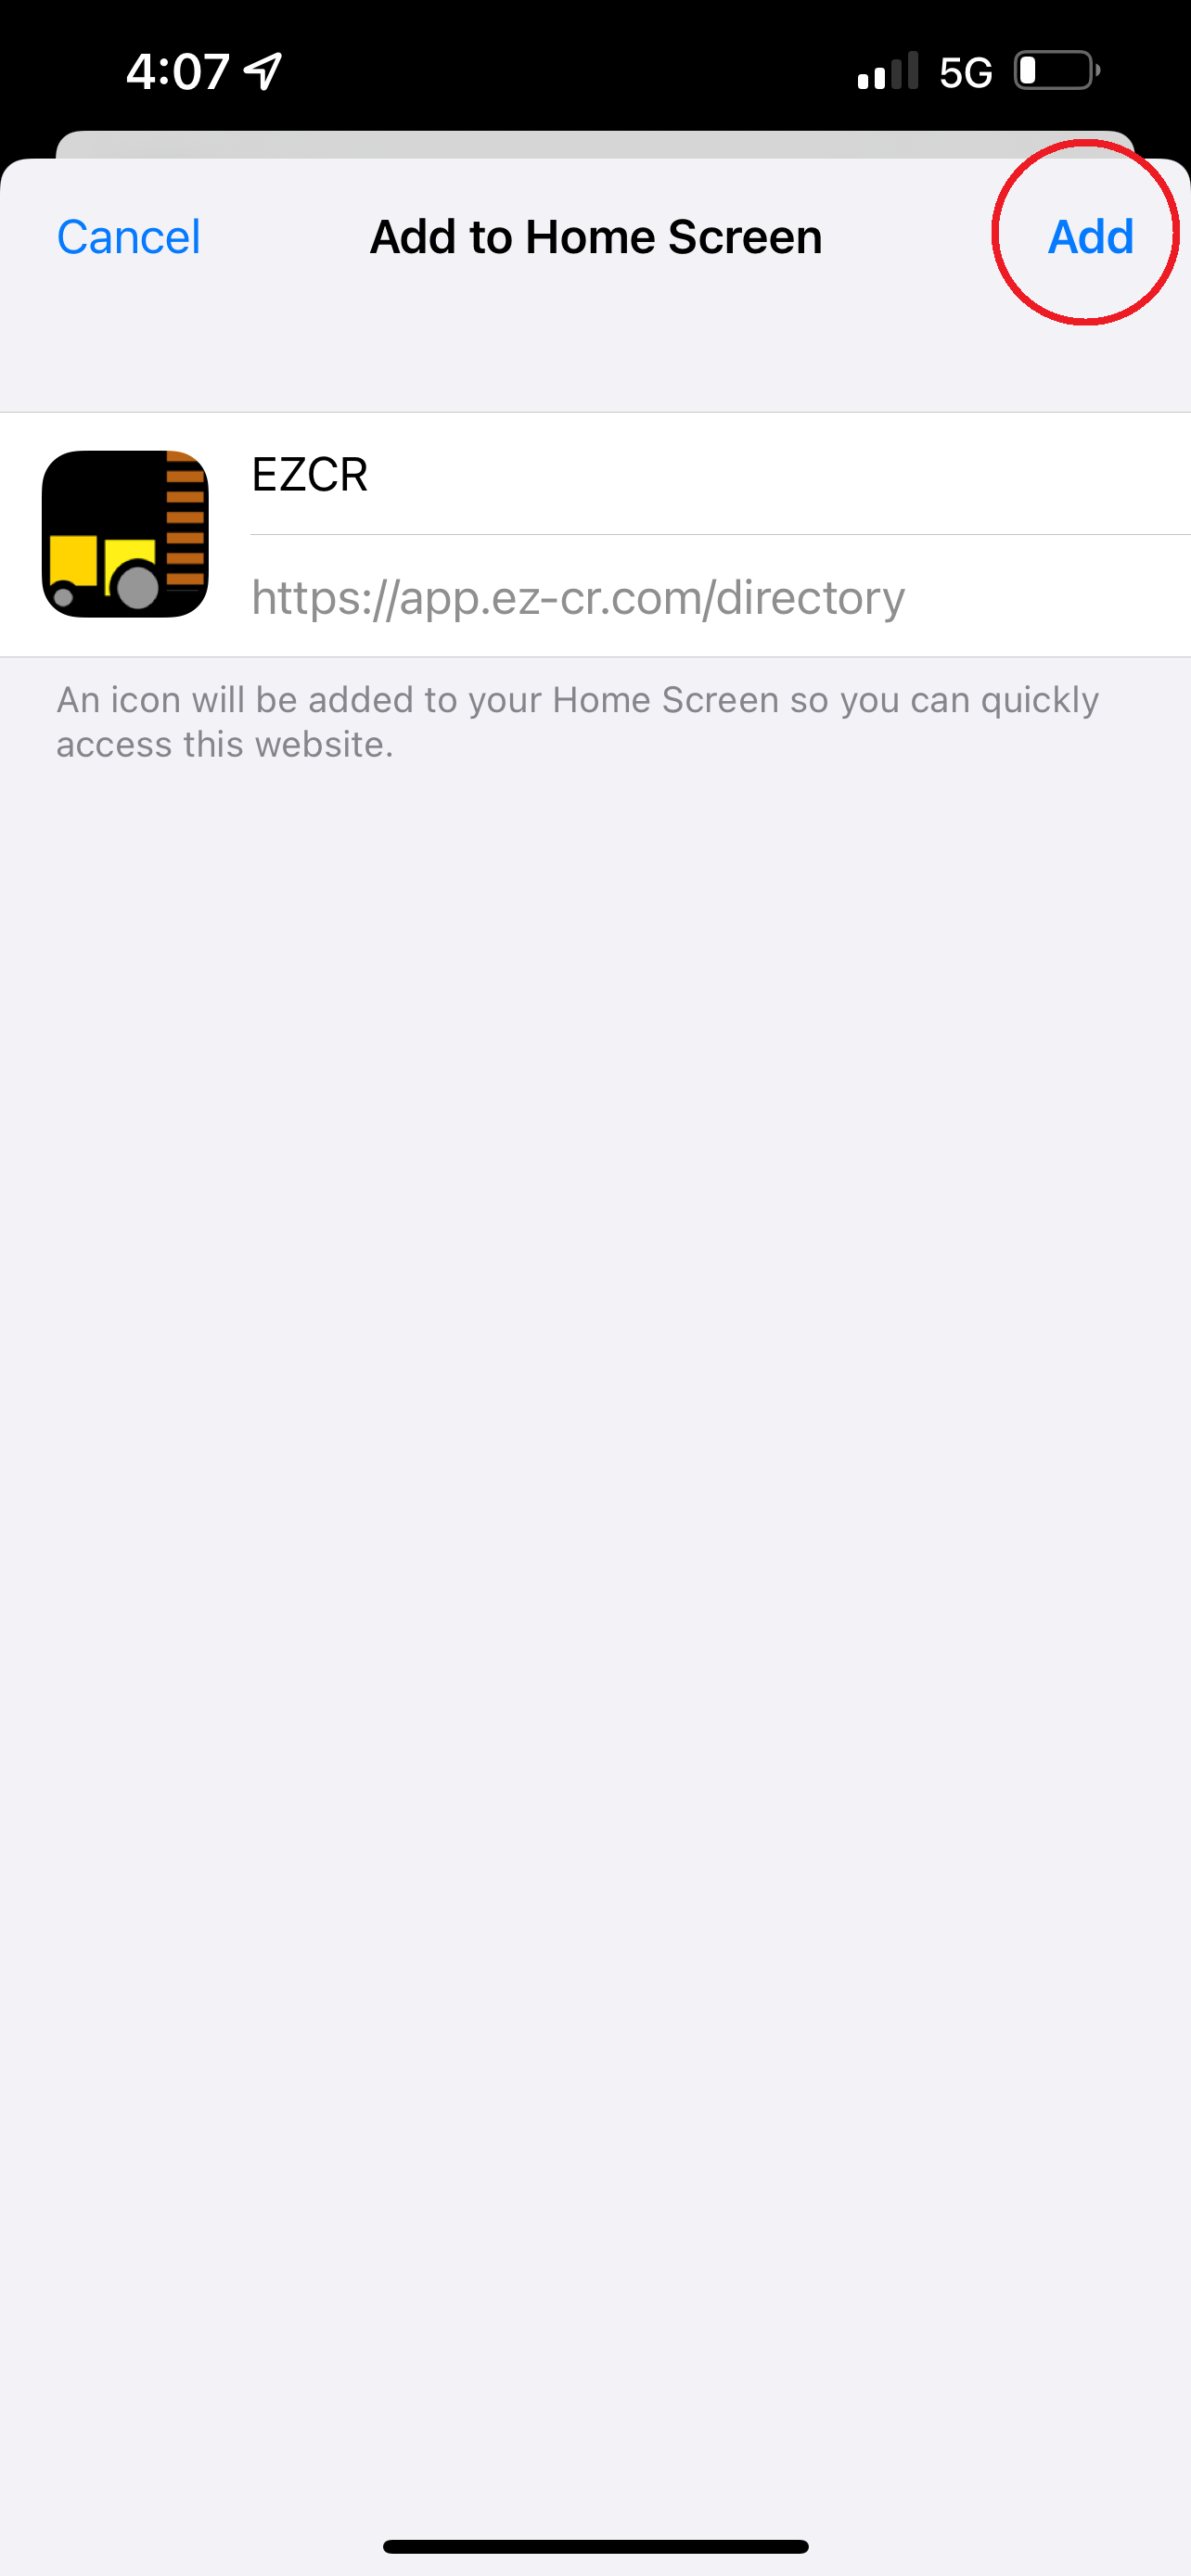 4:07 5G
Cancel Add to Home Screen Add
EZCR
https://app.ez-cr.com/directory
An icon will be added to your Home Screen so you can quickly
access this website.